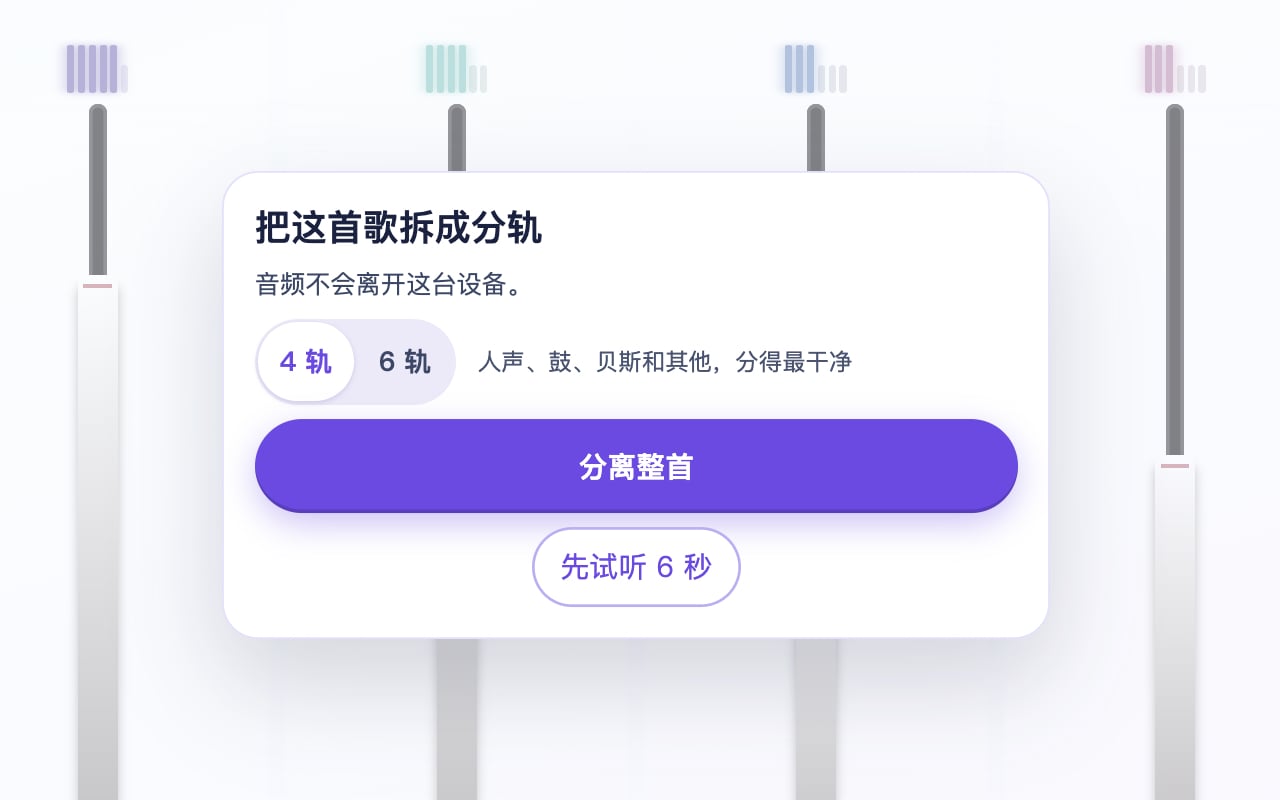 把这首歌拆成分轨
音频不会离开这台设备。
4 轨 6 轨 人声、鼓、贝斯和其他，分得最干净
分离整首
先试听 6 秒